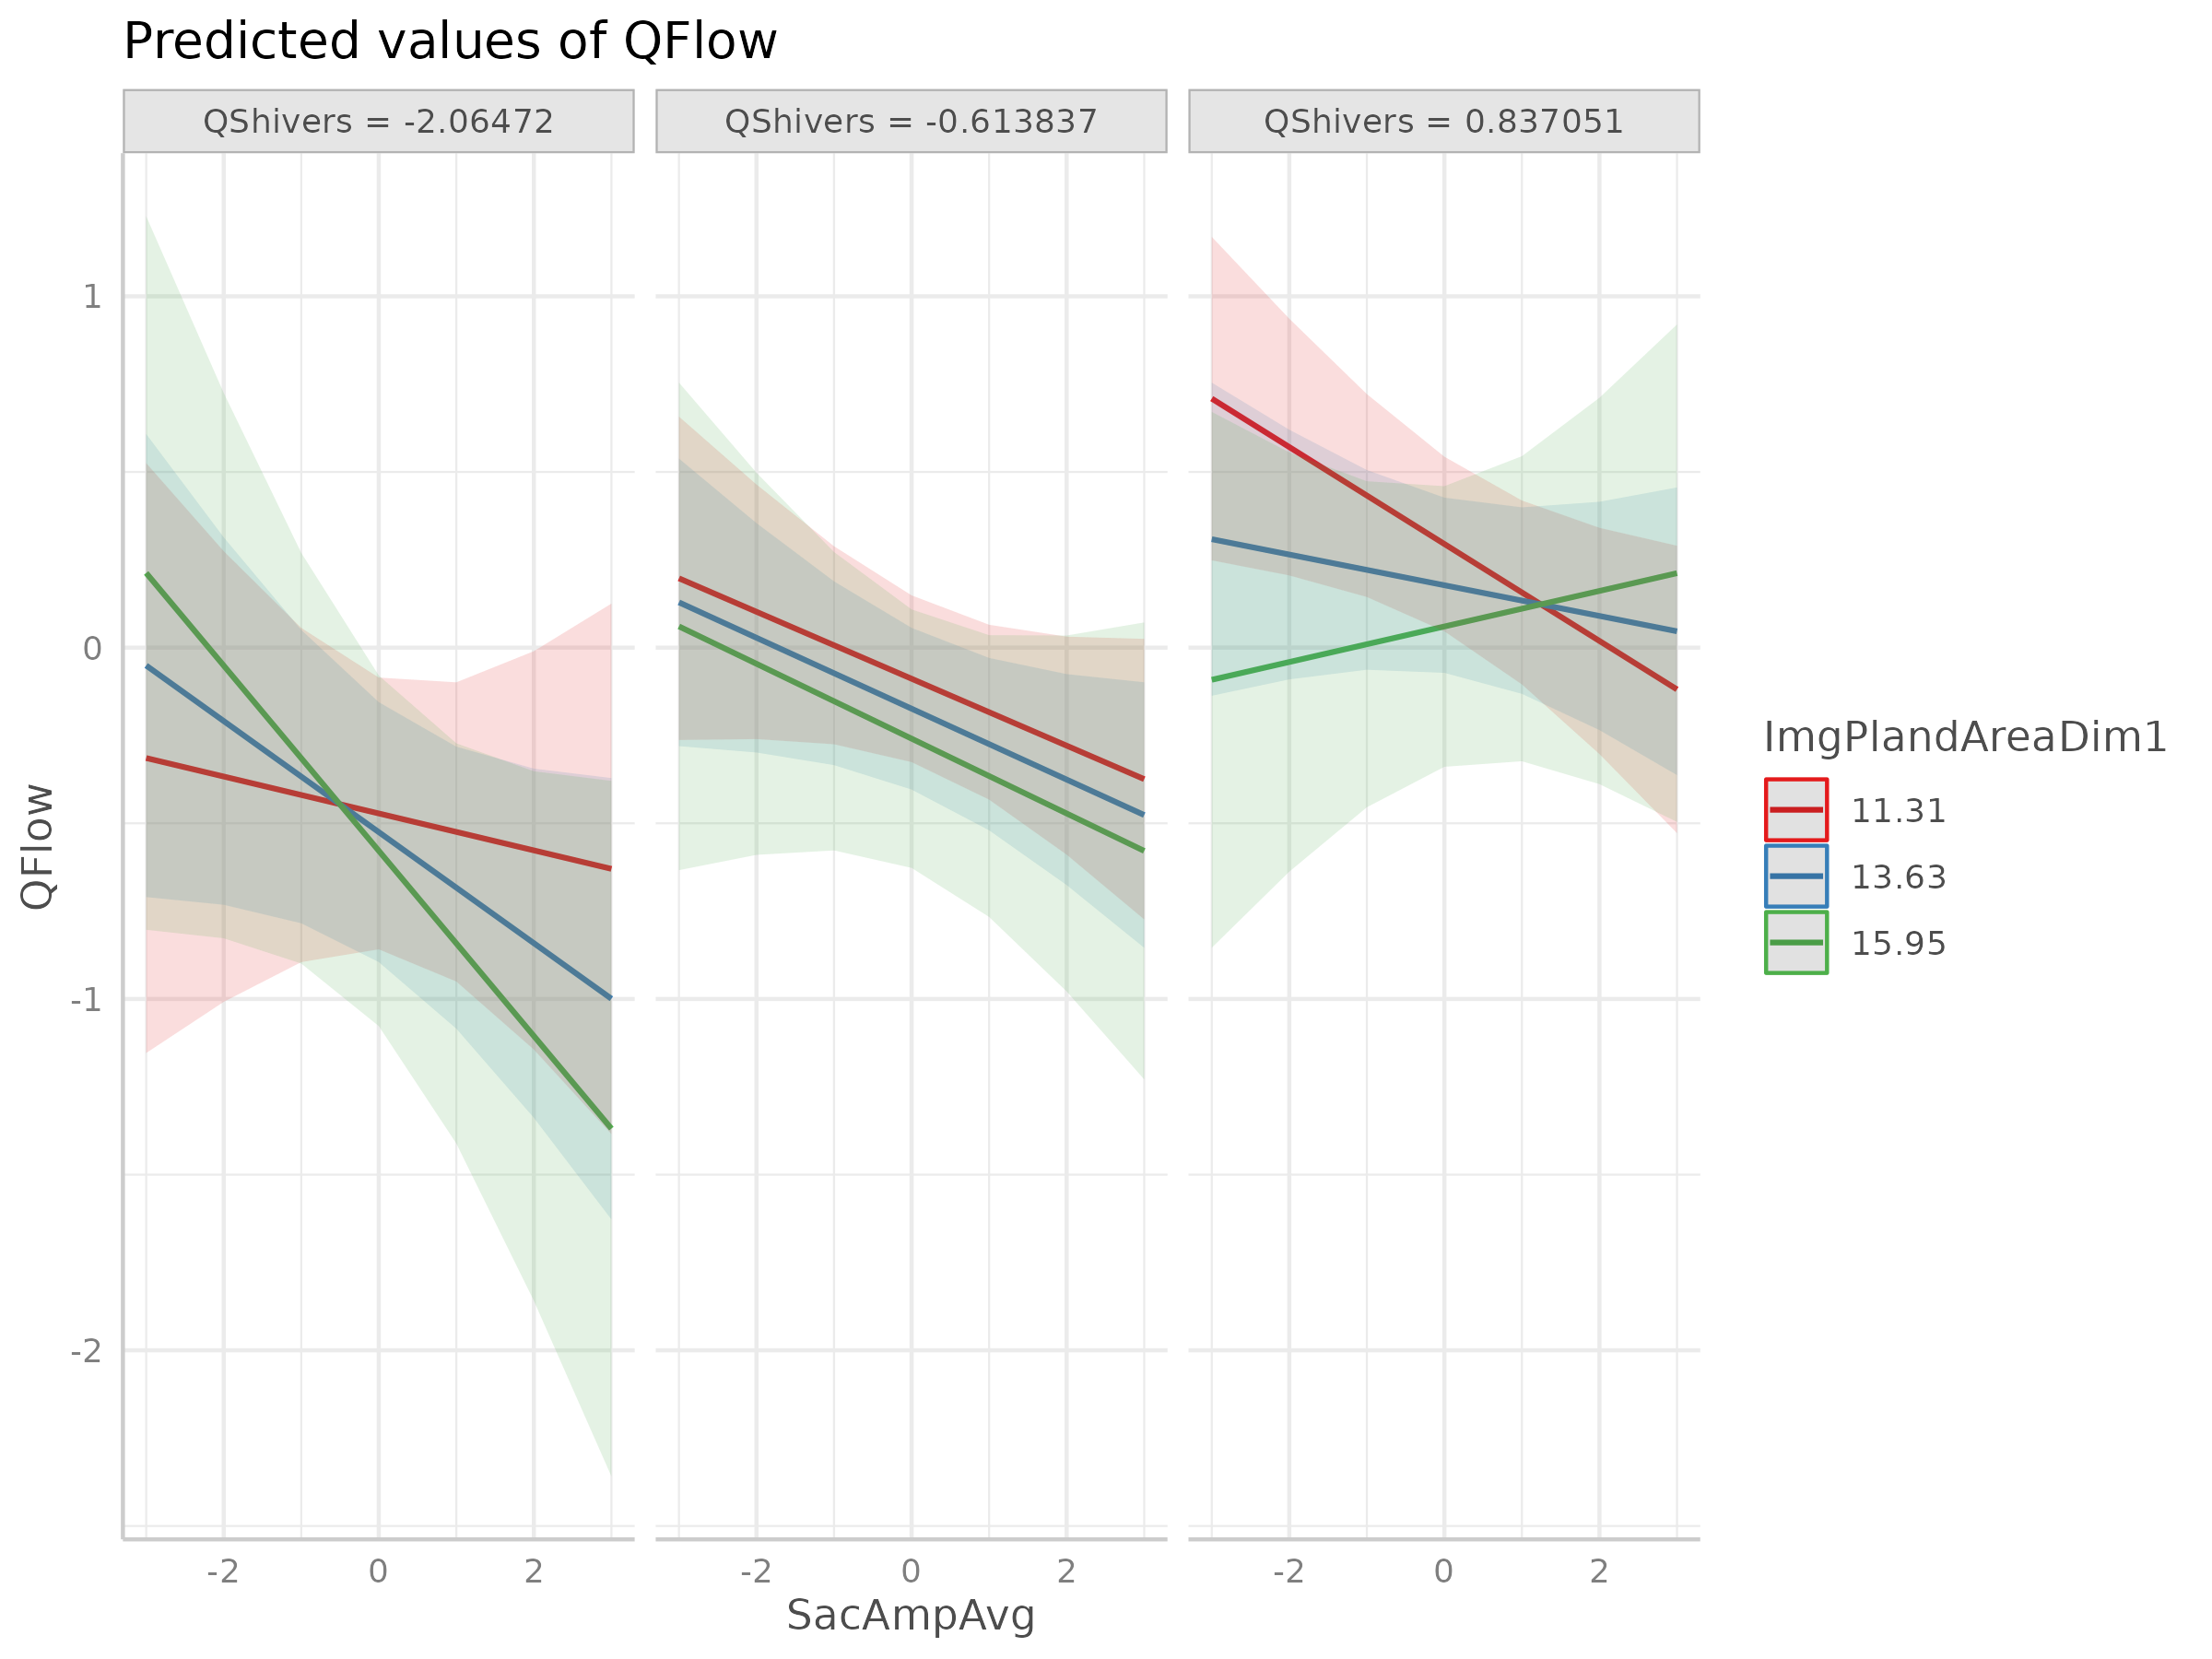 Predicted values of QFlow
QShivers = -2.06472
QShivers = -0.613837
QShivers = 0.837051
1
0
-1
-2
QFlow
-2 0 2
-2 0 2
-2 0 2
SacAmpAvg
ImgPlandAreaDim1
11.31
13.63
15.95